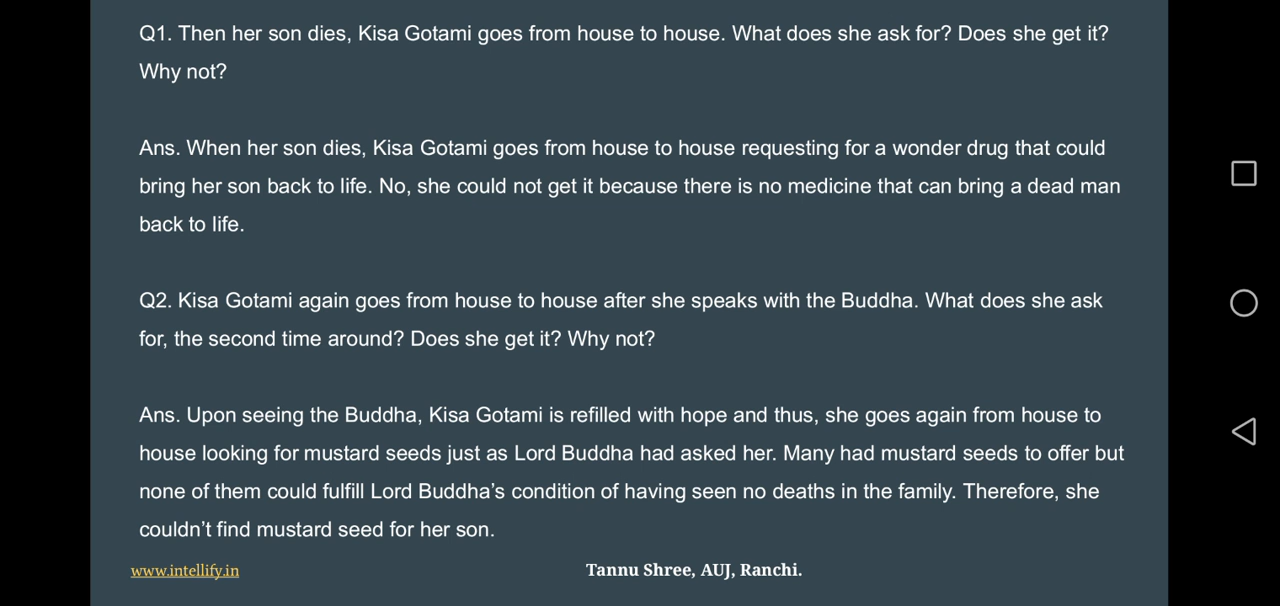 Q1. Then her son dies, Kisa Gotami goes from house to house. What does she ask for? Does she get it?
Why not?
Ans. When her son dies, Kisa Gotami goes from house to house requesting for a wonder drug that could
bring her son back to life. No, she could not get it because there is no medicine that can bring a dead man
back to life.
Q2. Kisa Gotami again goes from house to house after she speaks with the Buddha. What does she ask
for, the second time around? Does she get it? Why not?
Ans. Upon seeing the Buddha, Kisa Gotami is refilled with hope and thus, she goes again from house to
house looking for mustard seeds just as Lord Buddha had asked her. Many had mustard seeds to offer but
none of them could fulfill Lord Buddha’s condition of having seen no deaths in the family. Therefore, she
couldn’t find mustard seed for her son.
www.intellify.in Tannu Shree, AUJ, Ranchi.